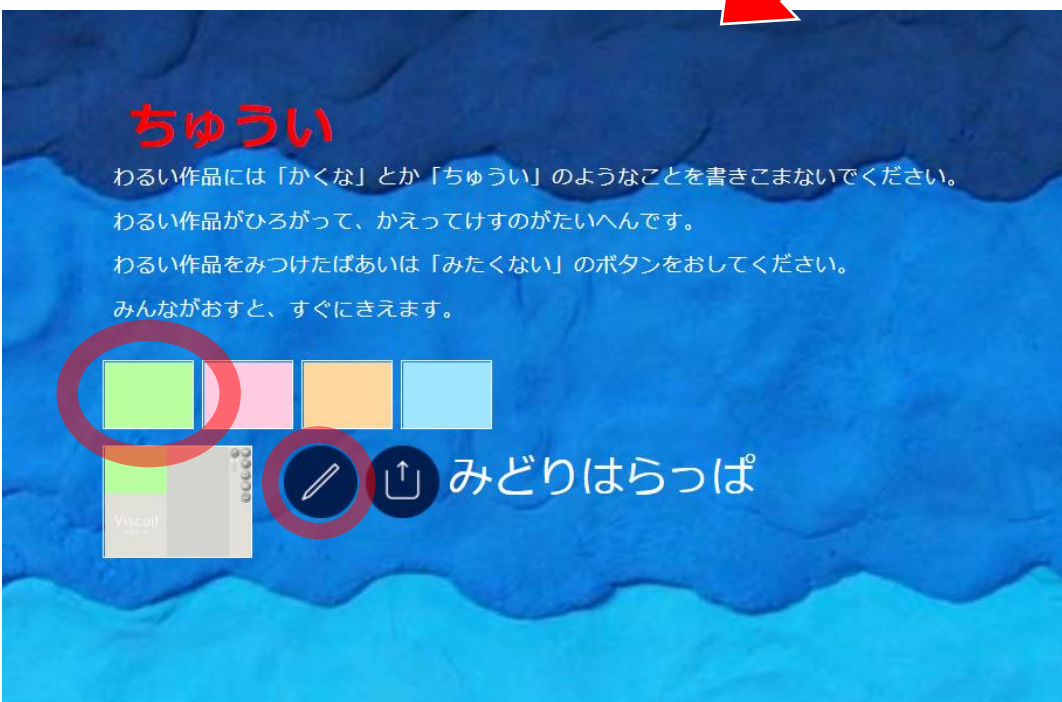 ちゅうい
わるい作品には「かくな」とか「ちゅうい」のようなことを書きこまないでください。
わるい作品がひろがって、かえってけすのがたいへんです。
わるい作品をみつけたばあいは「みたくない」のボタンをおしてください。
みんながおすと、すぐにきえます。
みどりはらっぱ
Viscuit